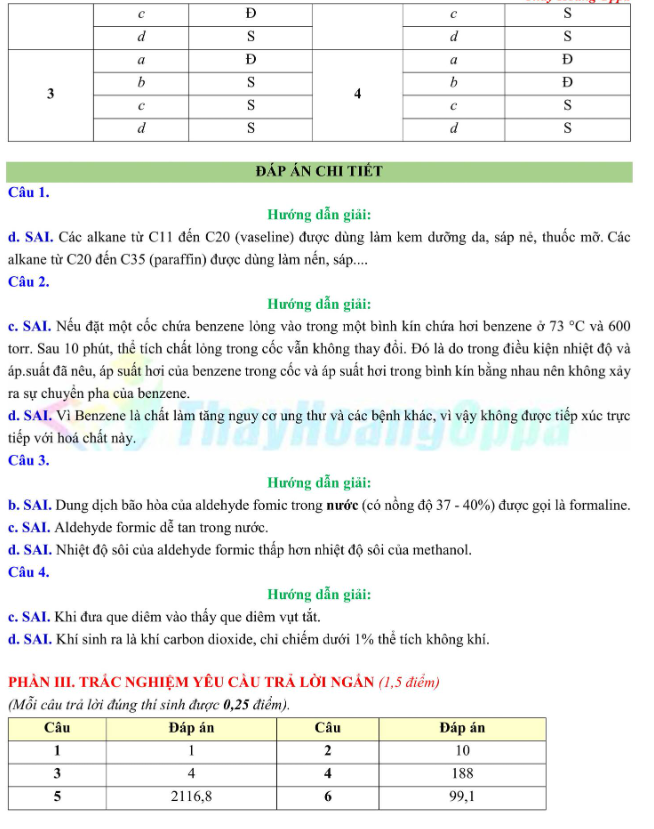 c Đ c S
d S d S
3 a Đ 4 a Đ
b S b Đ
c S c S
d S d S
ĐÁP ÁN CHI TIẾT
Câu 1.
Hướng dẫn giải:
d. SAI. Các alkane từ C11 đến C20 (vaseline) được dùng làm kem dưỡng da, sáp nẻ, thuốc mỡ. Các
alkane từ C20 đến C35 (paraffin) được dùng làm nến, sáp....
Câu 2.
Hướng dẫn giải:
c. SAI. Nếu đặt một cốc chứa benzene lỏng vào trong một bình kín chứa hơi benzene ở 73 °C và 600
torr. Sau 10 phút, thể tích chất lỏng trong cốc vẫn không thay đổi. Đó là do trong điều kiện nhiệt độ và
áp.suất đã nêu, áp suất hơi của benzene trong cốc và áp suất hơi trong bình kín bằng nhau nên không xảy
ra sự chuyển pha của benzene.
d. SAI. Vì Benzene là chất làm tăng nguy cơ ung thư và các bệnh khác, vì vậy không được tiếp xúc trực
tiếp với hoá chất này.
ThayHoangOppa
Câu 3.
Hướng dẫn giải:
b. SAI. Dung dịch bão hòa của aldehyde fomic trong nước (có nồng độ 37 - 40%) được gọi là formaline.
c. SAI. Aldehyde formic dễ tan trong nước.
d. SAI. Nhiệt độ sôi của aldehyde formic thấp hơn nhiệt độ sôi của methanol.
Câu 4.
Hướng dẫn giải:
c. SAI. Khi đưa que diêm vào thấy que diêm vụt tắt.
d. SAI. Khí sinh ra là khí carbon dioxide, chỉ chiếm dưới 1% thể tích không khí.
PHẦN III. TRẮC NGHIỆM YÊU CẦU TRẢ LỜI NGẮN (1,5 điểm)
(Mỗi câu trả lời đúng thí sinh được 0,25 điểm).
Câu Đáp án Câu Đáp án
1 1 2 10
3 4 4 188
5 2116,8 6 99,1